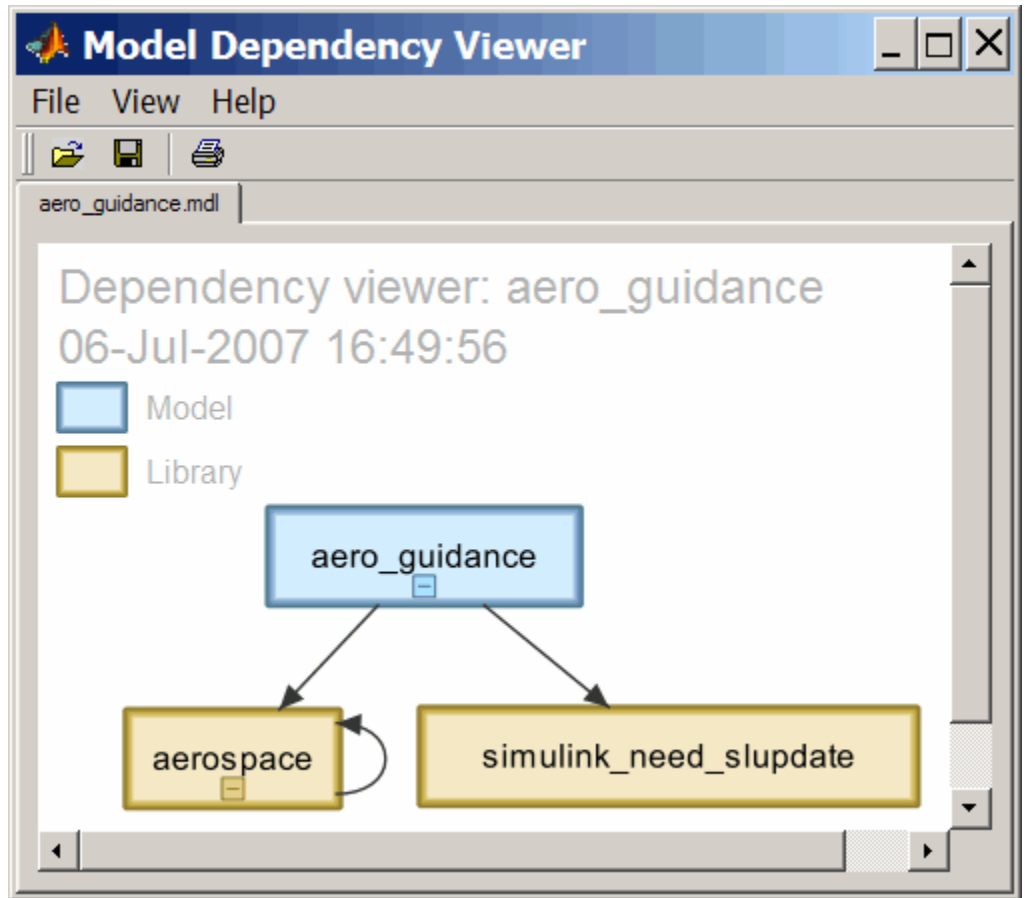 Model Dependency Viewer
File View Help
aero_guidance.mdl
Dependency viewer: aero_guidance
06-Jul-2007 16:49:56
Model
Library
aero_guidance
aerospace
simulink_need_slupdate